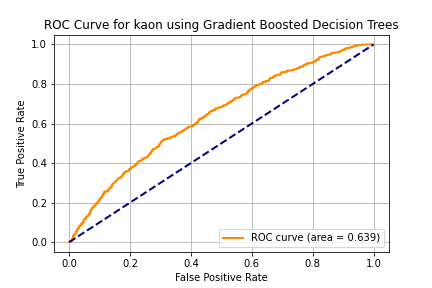 ROC Curve for kaon using Gradient Boosted Decision Trees
1.0
0.8
0.6
0.4
0.2
0.0
True Positive Rate
ROC curve (area = 0.639)
0.0 0.2 0.4 0.6 0.8 1.0
False Positive Rate